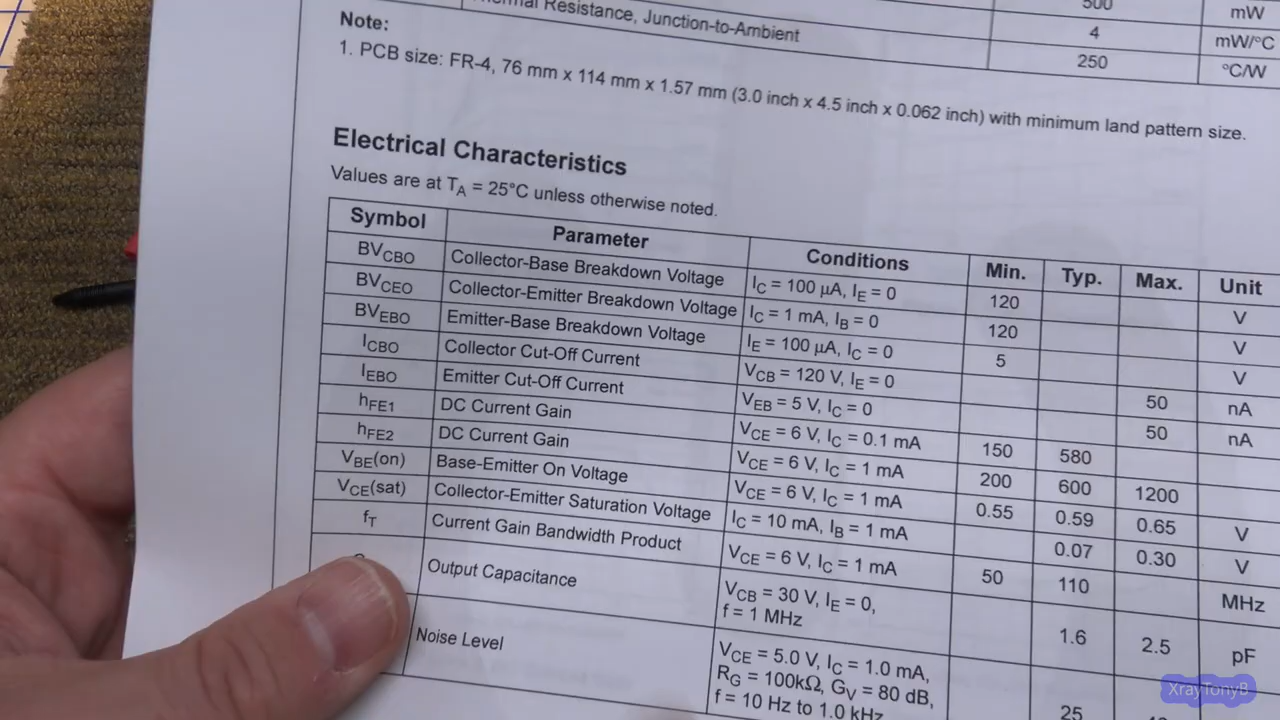 500 mW
Thermal Resistance, Junction-to-Ambient 4 mW/°C
250 °C/W
Note:
1. PCB size: FR-4, 76 mm x 114 mm x 1.57 mm (3.0 inch x 4.5 inch x 0.062 inch) with minimum land pattern size.
Electrical Characteristics
Values are at TA = 25°C unless otherwise noted.
Symbol Parameter Conditions Min. Typ. Max. Unit
BVCBO Collector-Base Breakdown Voltage IC = 100 μA, IE = 0 120 V
BVCEO Collector-Emitter Breakdown Voltage IC = 1 mA, IB = 0 120 V
BVEBO Emitter-Base Breakdown Voltage IE = 100 μA, IC = 0 5 V
ICBO Collector Cut-Off Current VCB = 120 V, IE = 0 50 nA
IEBO Emitter Cut-Off Current VEB = 5 V, IC = 0 50 nA
hFE1 DC Current Gain VCE = 6 V, IC = 0.1 mA 150 580
hFE2 DC Current Gain VCE = 6 V, IC = 1 mA 200 600 1200
VBE(on) Base-Emitter On Voltage VCE = 6 V, IC = 1 mA 0.55 0.59 0.65 V
VCE(sat) Collector-Emitter Saturation Voltage IC = 10 mA, IB = 1 mA 0.07 0.30 V
fT Current Gain Bandwidth Product VCE = 6 V, IC = 1 mA 50 110 MHz
Output Capacitance VCB = 30 V, IE = 0,
f = 1 MHz 1.6 2.5 pF
Noise Level VCE = 5.0 V, IC = 1.0 mA,
RG = 100kΩ, GV = 80 dB,
f = 10 Hz to 1.0 kHz 25
XrayTonyB